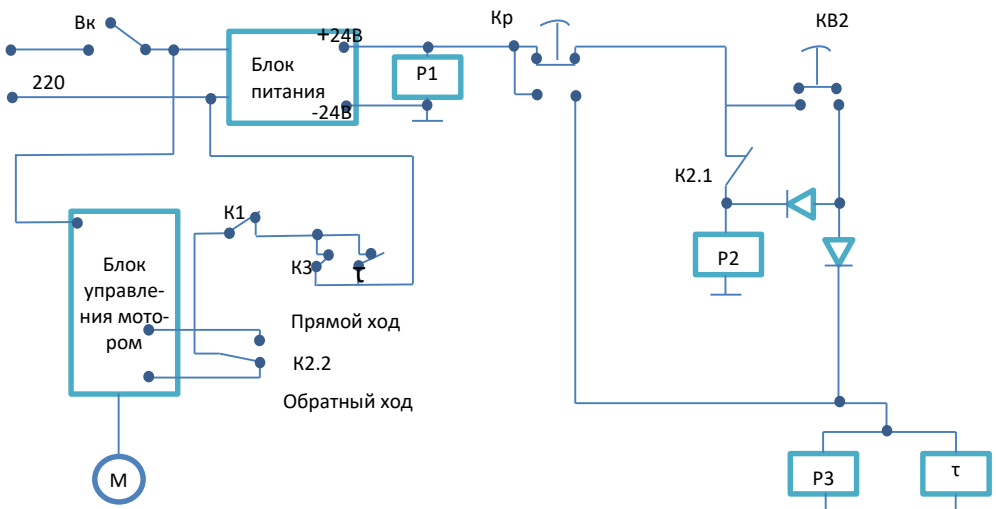 Вк
220
Блок
питания
+24В
-24В
Р1
Кр
КВ2
К2.1
Р2
К1
К3
τ
Блок
управле-
ния мото-
ром
Прямой ход
К2.2
Обратный ход
М
Р3
τ